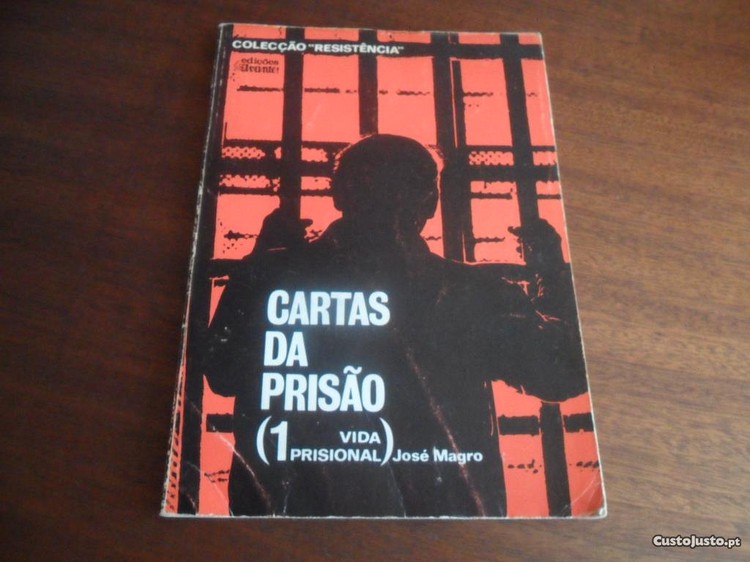 COLECÇÃO "RESISTÊNCIA"
edições
Avante!
CARTAS
DA
PRISÃO
(1 VIDA
PRISIONAL) José Magro
CustoJusto.pt